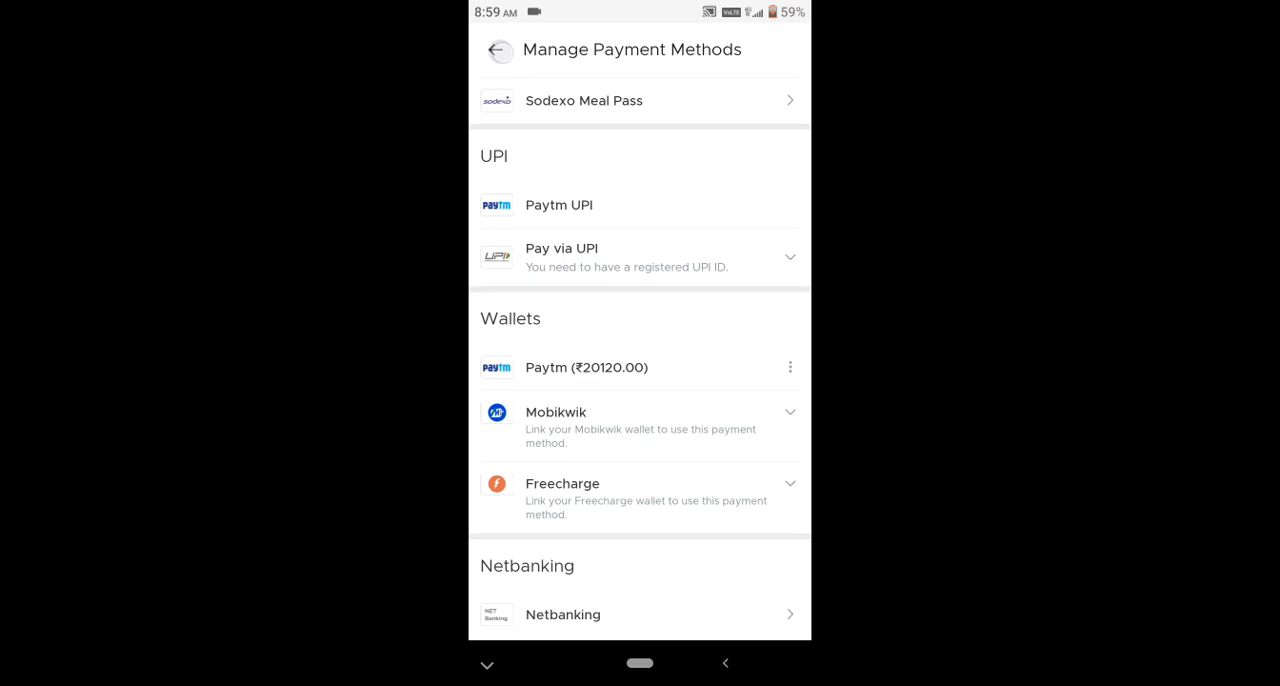 8:59 AM VoLTE 59%
Manage Payment Methods
sodexo Sodexo Meal Pass
UPI
paytm Paytm UPI
Pay via UPI
UPI
You need to have a registered UPI ID.
Wallets
paytm Paytm (₹20120.00)
Mobikwik
Link your Mobikwik wallet to use this payment
method.
f Freecharge
Link your Freecharge wallet to use this payment
method.
Netbanking
NET
Banking
Netbanking